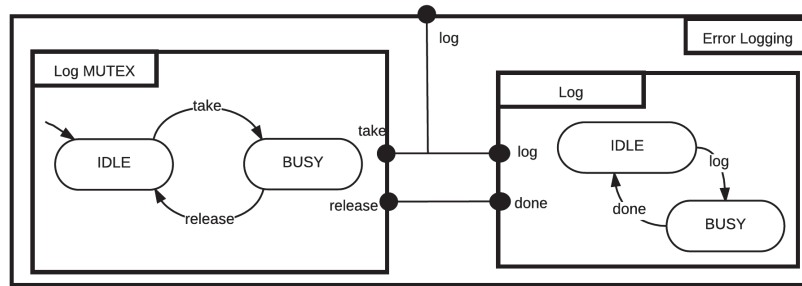 log
Error Logging
Log MUTEX
Log
take
take
IDLE
BUSY
release
release
log
done
IDLE
log
done
BUSY